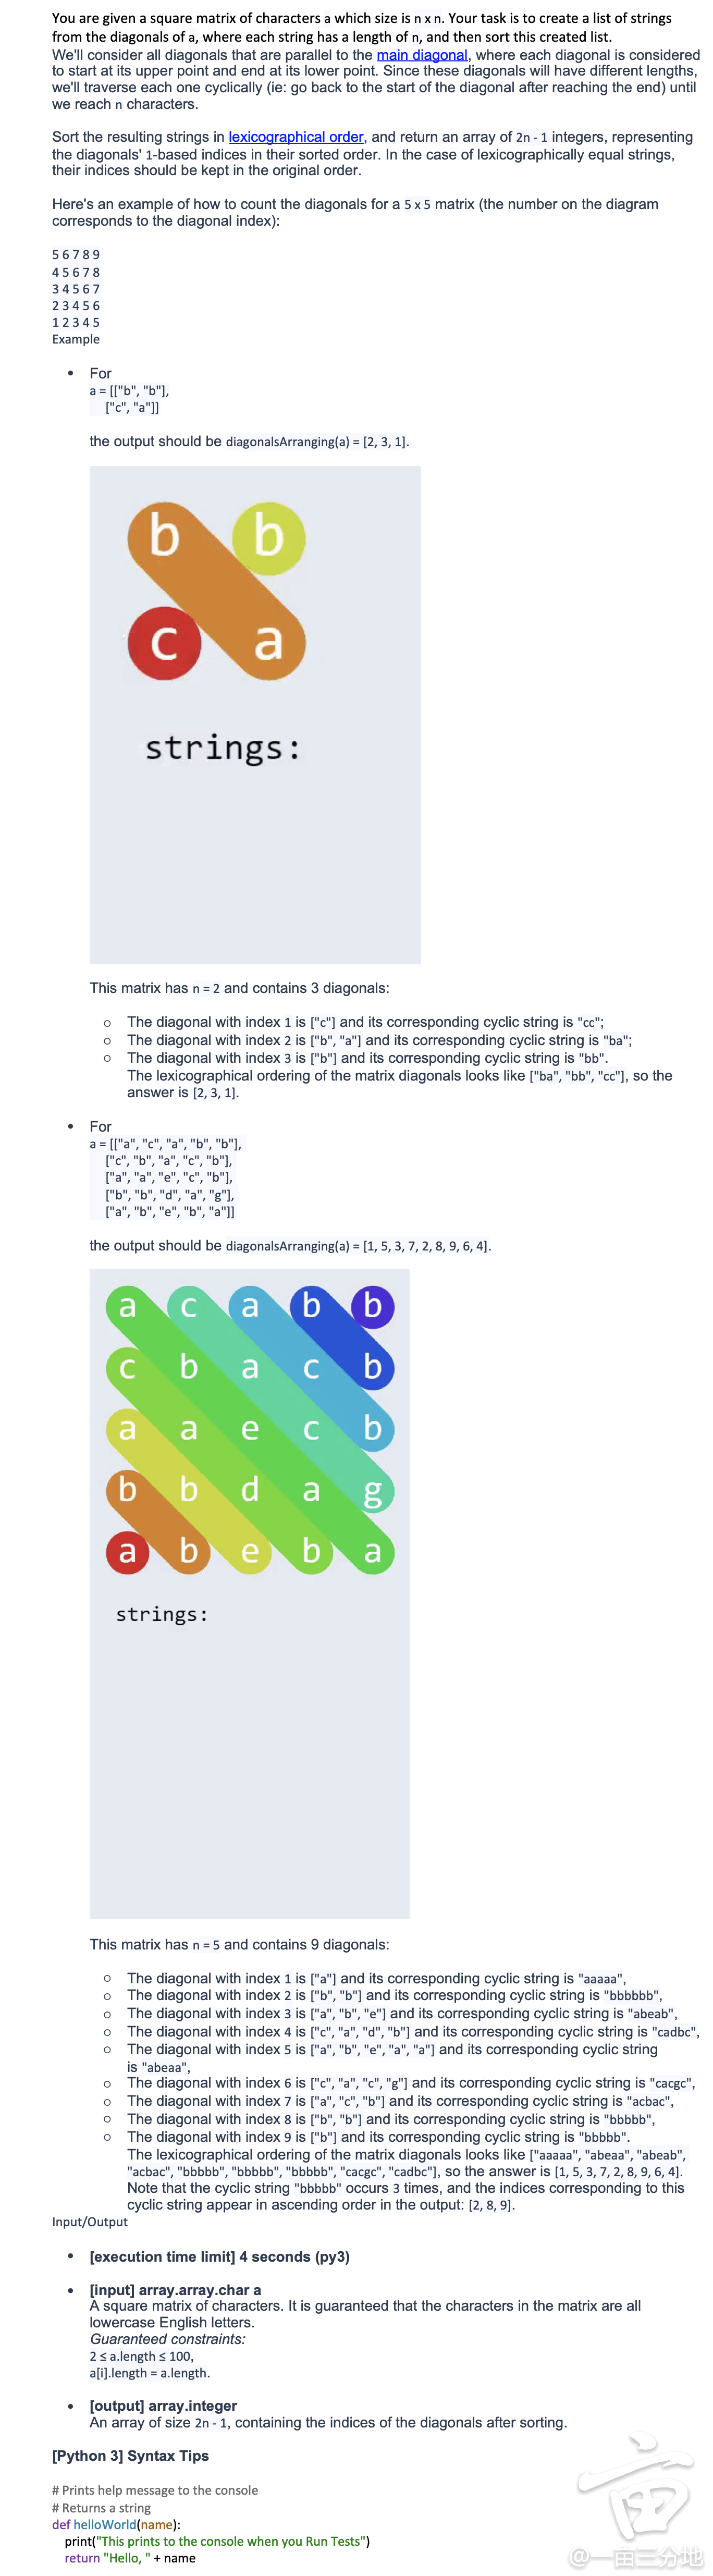 You are given a square matrix of characters a which size is n x n. Your task is to create a list of strings
from the diagonals of a, where each string has a length of n, and then sort this created list.
We'll consider all diagonals that are parallel to the main diagonal, where each diagonal is considered
to start at its upper point and end at its lower point. Since these diagonals will have different lengths,
we'll traverse each one cyclically (ie: go back to the start of the diagonal after reaching the end) until
we reach n characters.
Sort the resulting strings in lexicographical order, and return an array of 2n - 1 integers, representing
the diagonals' 1-based indices in their sorted order. In the case of lexicographically equal strings,
their indices should be kept in the original order.
Here's an example of how to count the diagonals for a 5 x 5 matrix (the number on the diagram
corresponds to the diagonal index):
5 6 7 8 9
4 5 6 7 8
3 4 5 6 7
2 3 4 5 6
1 2 3 4 5
Example
• For
a = [["b", "b"],
["c", "a"]]
the output should be diagonalsArranging(a) = [2, 3, 1].
b b
c a
strings:
This matrix has n = 2 and contains 3 diagonals:
o The diagonal with index 1 is ["c"] and its corresponding cyclic string is "cc";
o The diagonal with index 2 is ["b", "a"] and its corresponding cyclic string is "ba";
o The diagonal with index 3 is ["b"] and its corresponding cyclic string is "bb".
The lexicographical ordering of the matrix diagonals looks like ["ba", "bb", "cc"], so the
answer is [2, 3, 1].
• For
a = [["a", "c", "a", "b", "b"],
["c", "b", "a", "c", "b"],
["a", "a", "e", "c", "b"],
["b", "b", "d", "a", "g"],
["a", "b", "e", "b", "a"]]
the output should be diagonalsArranging(a) = [1, 5, 3, 7, 2, 8, 9, 6, 4].
a c a b b
c b a c b
a a e c b
b b d a g
a b e b a
strings:
This matrix has n = 5 and contains 9 diagonals:
o The diagonal with index 1 is ["a"] and its corresponding cyclic string is "aaaaa",
o The diagonal with index 2 is ["b", "b"] and its corresponding cyclic string is "bbbbbb",
o The diagonal with index 3 is ["a", "b", "e"] and its corresponding cyclic string is "abeab",
o The diagonal with index 4 is ["c", "a", "d", "b"] and its corresponding cyclic string is "cadbc",
o The diagonal with index 5 is ["a", "b", "e", "a", "a"] and its corresponding cyclic string
is "abeaa",
o The diagonal with index 6 is ["c", "a", "c", "g"] and its corresponding cyclic string is "cacgc",
o The diagonal with index 7 is ["a", "c", "b"] and its corresponding cyclic string is "acbac",
o The diagonal with index 8 is ["b", "b"] and its corresponding cyclic string is "bbbbb",
o The diagonal with index 9 is ["b"] and its corresponding cyclic string is "bbbbb".
The lexicographical ordering of the matrix diagonals looks like ["aaaaa", "abeaa", "abeab",
"acbac", "bbbbb", "bbbbb", "bbbbb", "cacgc", "cadbc"], so the answer is [1, 5, 3, 7, 2, 8, 9, 6, 4].
Note that the cyclic string "bbbbb" occurs 3 times, and the indices corresponding to this
cyclic string appear in ascending order in the output: [2, 8, 9].
Input/Output
• [execution time limit] 4 seconds (py3)
• [input] array.array.char a
A square matrix of characters. It is guaranteed that the characters in the matrix are all
lowercase English letters.
Guaranteed constraints:
2 ≤ a.length ≤ 100,
a[i].length = a.length.
• [output] array.integer
An array of size 2n - 1, containing the indices of the diagonals after sorting.
[Python 3] Syntax Tips
# Prints help message to the console
# Returns a string
def helloWorld(name):
print("This prints to the console when you Run Tests")
return "Hello, " + name
亩
@一亩三分地